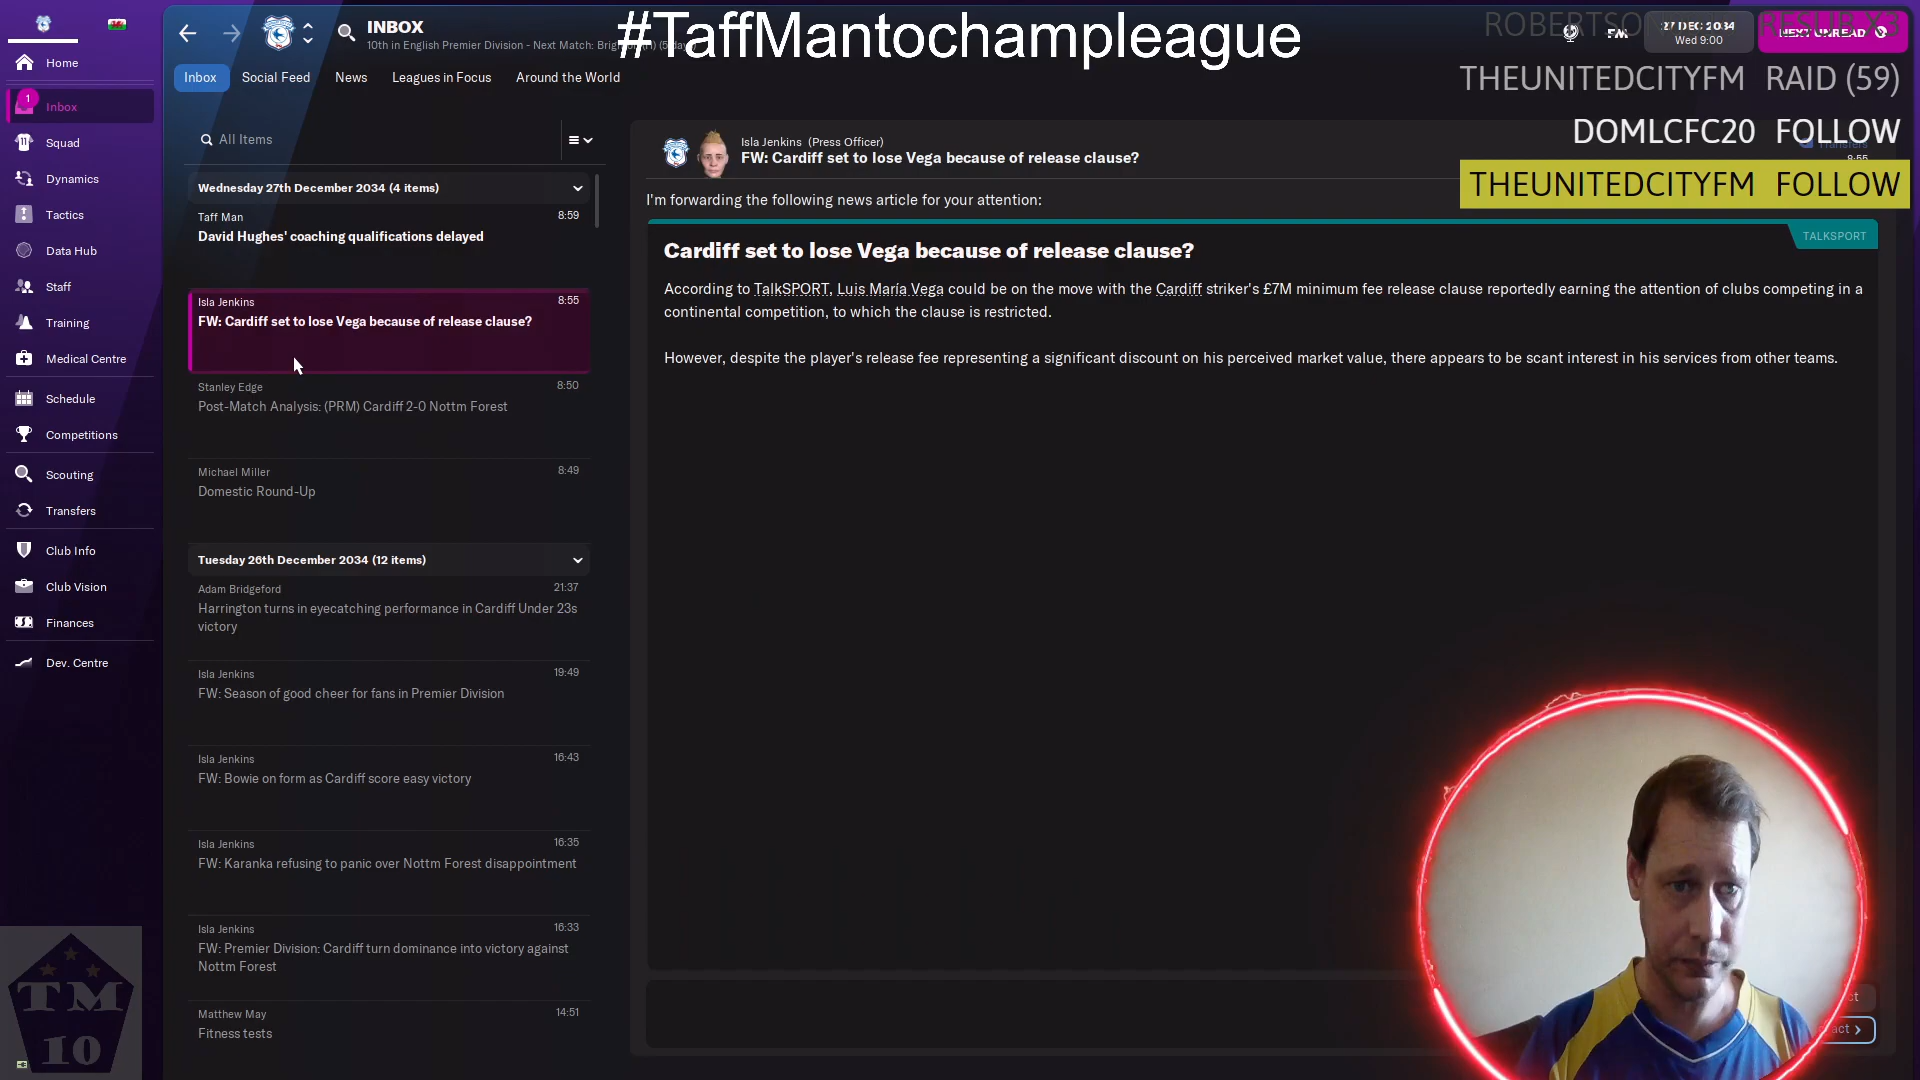 INBOX
10th in English Premier Division - Next Match:
#TaffMantochampleague
27 DEC 2034
Wed 9:00
NEXT UNREAD
RESUB X3
THEUNITEDCITYFM RAID (59)
DOMLCFC20 FOLLOW
THEUNITEDCITYFM FOLLOW
Home
1
Inbox
Squad
Dynamics
Tactics
Data Hub
Staff
Training
Medical Centre
Schedule
Competitions
Scouting
Transfers
Club Info
Club Vision
Finances
Dev. Centre
TM
10
Inbox
Social Feed
News
Leagues in Focus
Around the World
All Items
Wednesday 27th December 2034 (4 items)
Taff Man 8:59
David Hughes' coaching qualifications delayed
Isla Jenkins 8:55
FW: Cardiff set to lose Vega because of release clause?
Stanley Edge 8:50
Post-Match Analysis: (PRM) Cardiff 2-0 Nottm Forest
Michael Miller 8:49
Domestic Round-Up
Tuesday 26th December 2034 (12 items)
Adam Bridgeford 21:37
Harrington turns in eyecatching performance in Cardiff Under 23s
victory
Isla Jenkins 19:49
FW: Season of good cheer for fans in Premier Division
Isla Jenkins 16:43
FW: Bowie on form as Cardiff score easy victory
Isla Jenkins 16:35
FW: Karanka refusing to panic over Nottm Forest disappointment
Isla Jenkins 16:33
FW: Premier Division: Cardiff turn dominance into victory against
Nottm Forest
Matthew May 14:51
Fitness tests
Isla Jenkins (Press Officer)
FW: Cardiff set to lose Vega because of release clause?
Transfers
8:55
I'm forwarding the following news article for your attention:
TALKSPORT
Cardiff set to lose Vega because of release clause?
According to TalkSPORT, Luis María Vega could be on the move with the Cardiff striker's £7M minimum fee release clause reportedly earning the attention of clubs competing in a
continental competition, to which the clause is restricted.
However, despite the player's release fee representing a significant discount on his perceived market value, there appears to be scant interest in his services from other teams.